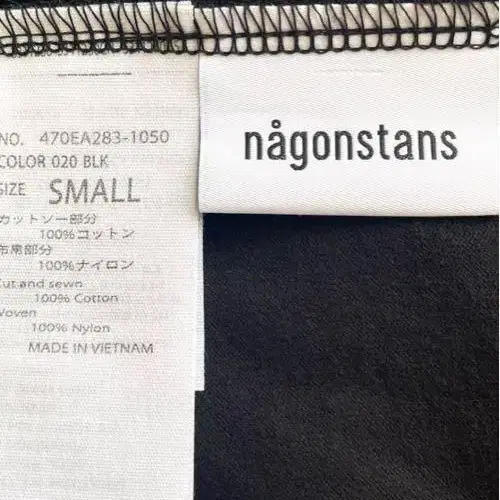 NO. 470EA283-1050
COLOR 020 BLK
SIZE SMALL
カットソー部分
100%コットン
布帛部分
100%ナイロン
Cut and sewn
100% Cotton
Woven
100% Nylon
MADE IN VIETNAM
någonstans